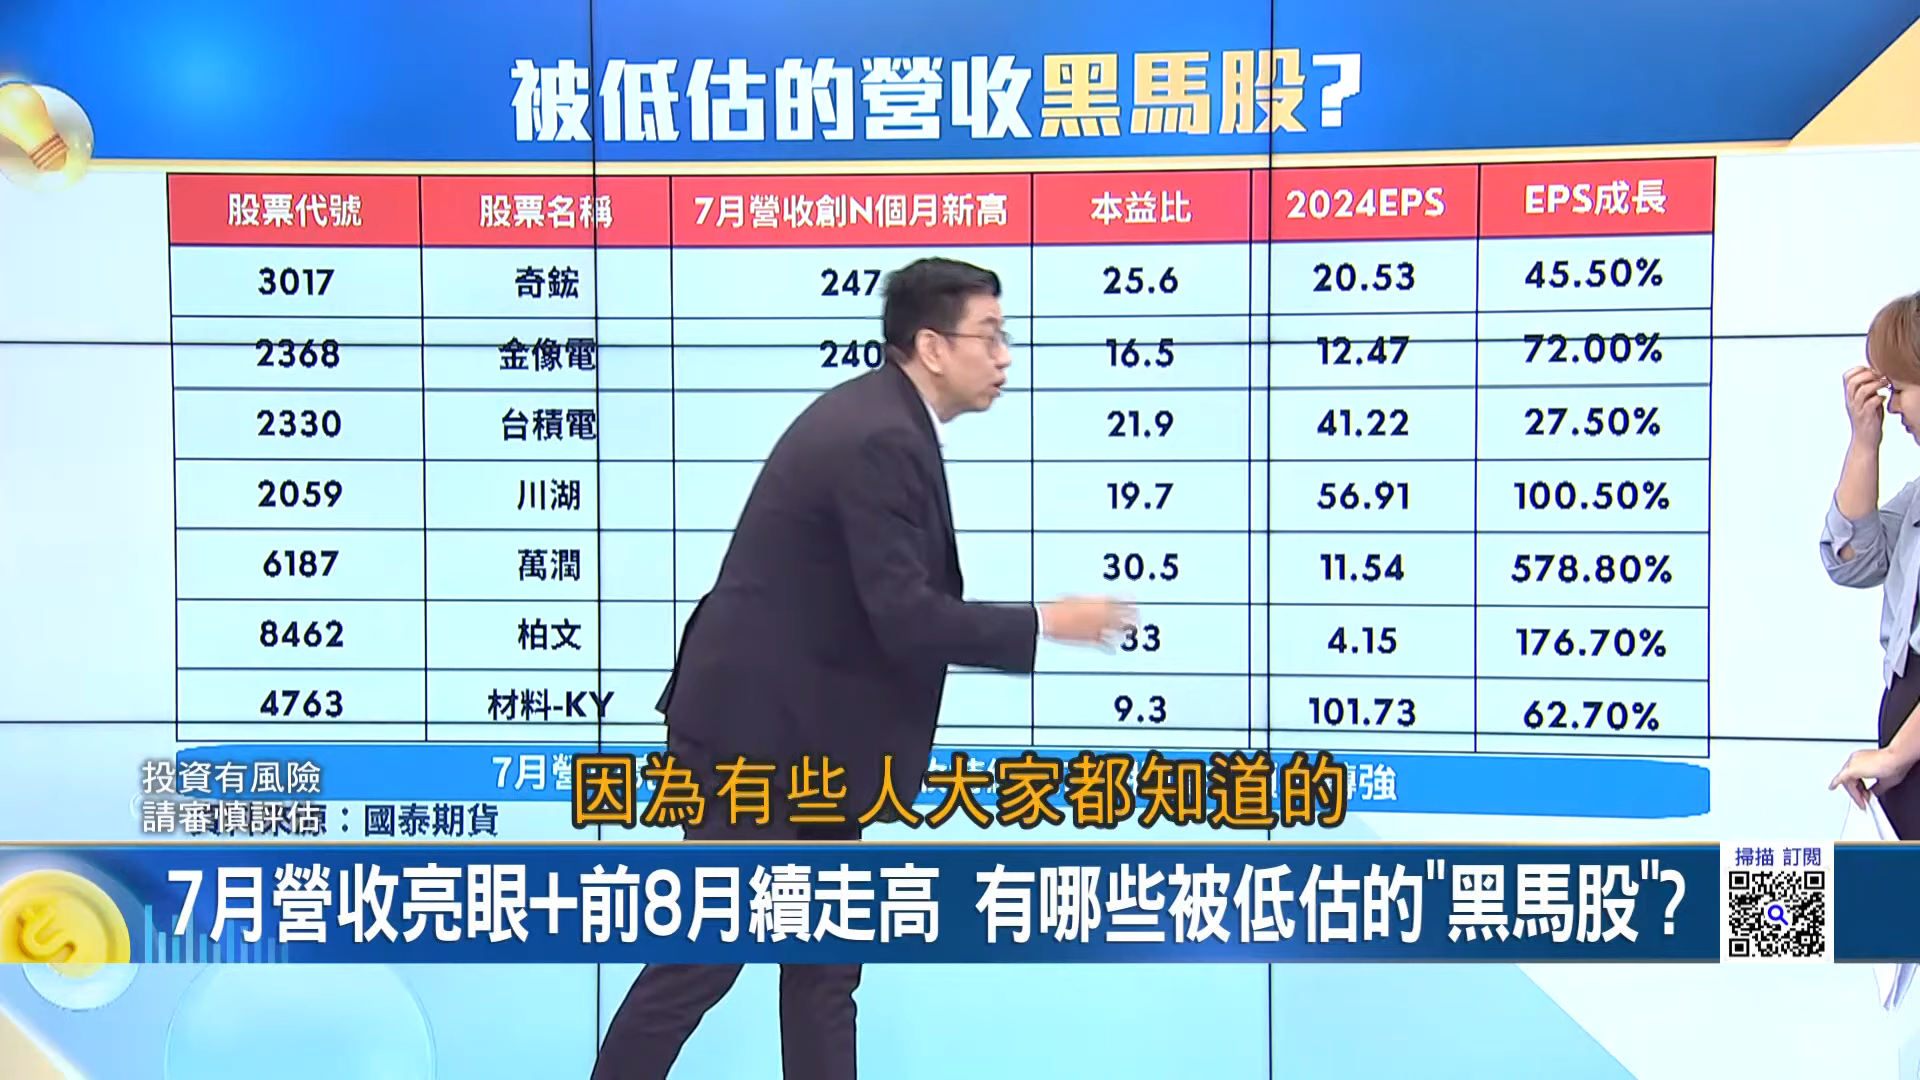 被低估的營收黑馬股?
股票代號 股票名稱 7月營收創N個月新高 本益比 2024EPS EPS成長
3017 奇鋐 247 25.6 20.53 45.50%
2368 金像電 240 16.5 12.47 72.00%
2330 台積電 21.9 41.22 27.50%
2059 川湖 19.7 56.91 100.50%
6187 萬潤 30.5 11.54 578.80%
8462 柏文 33 4.15 176.70%
4763 材料-KY 9.3 101.73 62.70%
7月營 轉強
投資有風險
請審慎評估
源：國泰期貨
因為有些人大家都知道的
7月營收亮眼+前8月續走高 有哪些被低估的"黑馬股"?
掃描 訂閱